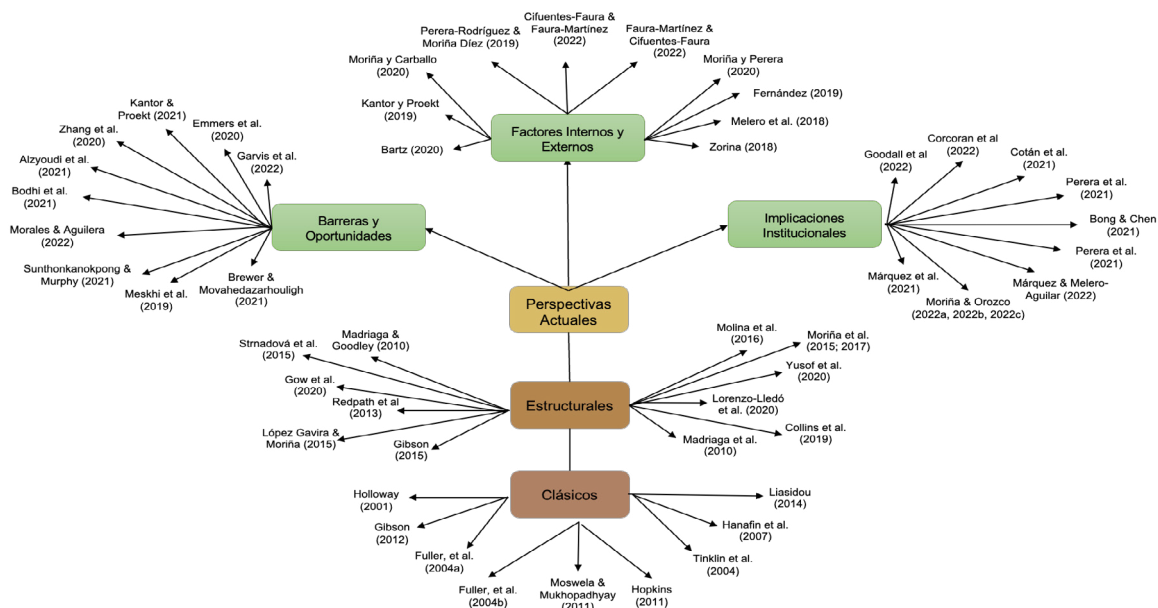 Cifuentes-Faura &
Faura-Martínez
(2022)
Perera-Rodríguez &
Moriña Díez (2019)
Faura-Martínez &
Cifuentes-Faura
(2022)
Moriña y Carballo
(2020)
Moriña y Perera
(2020)
Kantor y Proekt
(2019)
Fernández (2019)
Bartz (2020)
Melero et al. (2018)
Zorina (2018)
Factores Internos y
Externos
Kantor &
Proekt (2021)
Emmers et al.
(2020)
Zhang et al.
(2020)
Garvis et al.
(2022)
Alzyoudi et al.
(2021)
Bodhi et al.
(2021)
Morales & Aguilera
(2022)
Sunthonkanokpong &
Murphy (2021)
Meskhi et al.
(2019)
Brewer &
Movahedazarhouligh
(2021)
Barreras y
Oportunidades
Goodall et al
(2022)
Corcoran et al
(2022)
Cotán et al.
(2021)
Perera et al.
(2021)
Bong & Chen
(2021)
Perera et al.
(2021)
Márquez & Melero-
Aguilar (2022)
Moriña & Orozco
(2022a, 2022b, 2022c)
Márquez et al.
(2021)
Implicaciones
Institucionales
Perspectivas
Actuales
Madriaga &
Goodley (2010)
Strnadová et al.
(2015)
Gow et al.
(2020)
Redpath et al
(2013)
López Gavira &
Moriña (2015)
Gibson
(2015)
Estructurales
Molina et al.
(2016)
Moriña et al.
(2015; 2017)
Yusof et al.
(2020)
Lorenzo-Lledó
et al. (2020)
Collins et al.
(2019)
Madriaga et al.
(2010)
Clásicos
Holloway
(2001)
Gibson
(2012)
Fuller, et al.
(2004a)
Fuller, et al.
(2004b)
Moswela &
Mukhopadhyay
(2011)
Hopkins
(2011)
Tinklin et al.
(2004)
Hanafin et al.
(2007)
Liasidou
(2014)